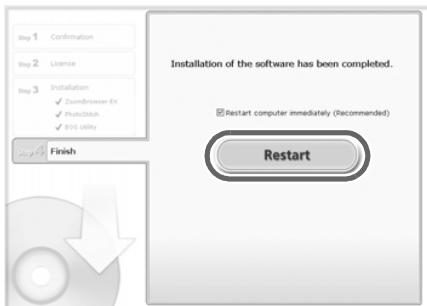 Step 1 Confirmation
Step 2 License
Step 3 Installation
ZoomBrowser EX
PhotoStitch
EOS Utility
Step 4 Finish
Installation of the software has been completed.
Restart computer immediately (Recommended)
Restart